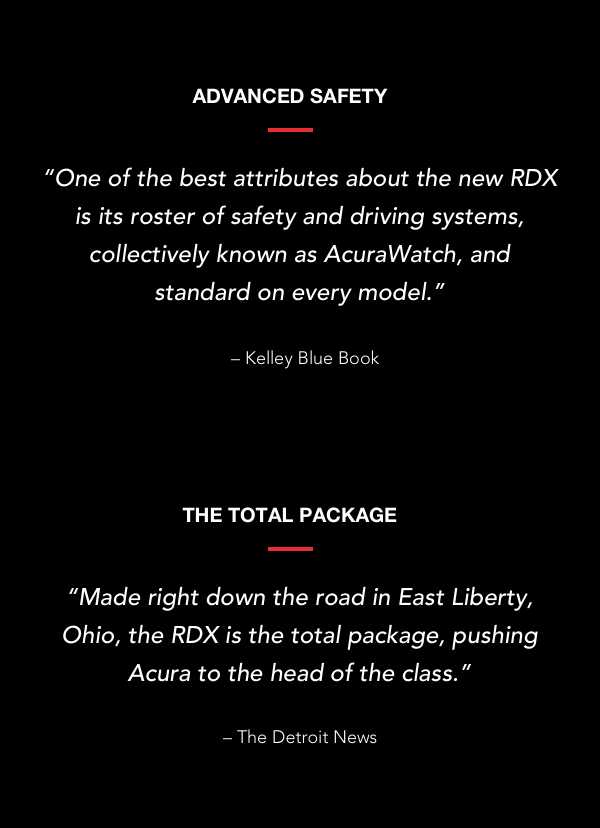 ADVANCED SAFETY
“One of the best attributes about the new RDX
is its roster of safety and driving systems,
collectively known as AcuraWatch, and
standard on every model.”
– Kelley Blue Book
THE TOTAL PACKAGE
“Made right down the road in East Liberty,
Ohio, the RDX is the total package, pushing
Acura to the head of the class.”
– The Detroit News